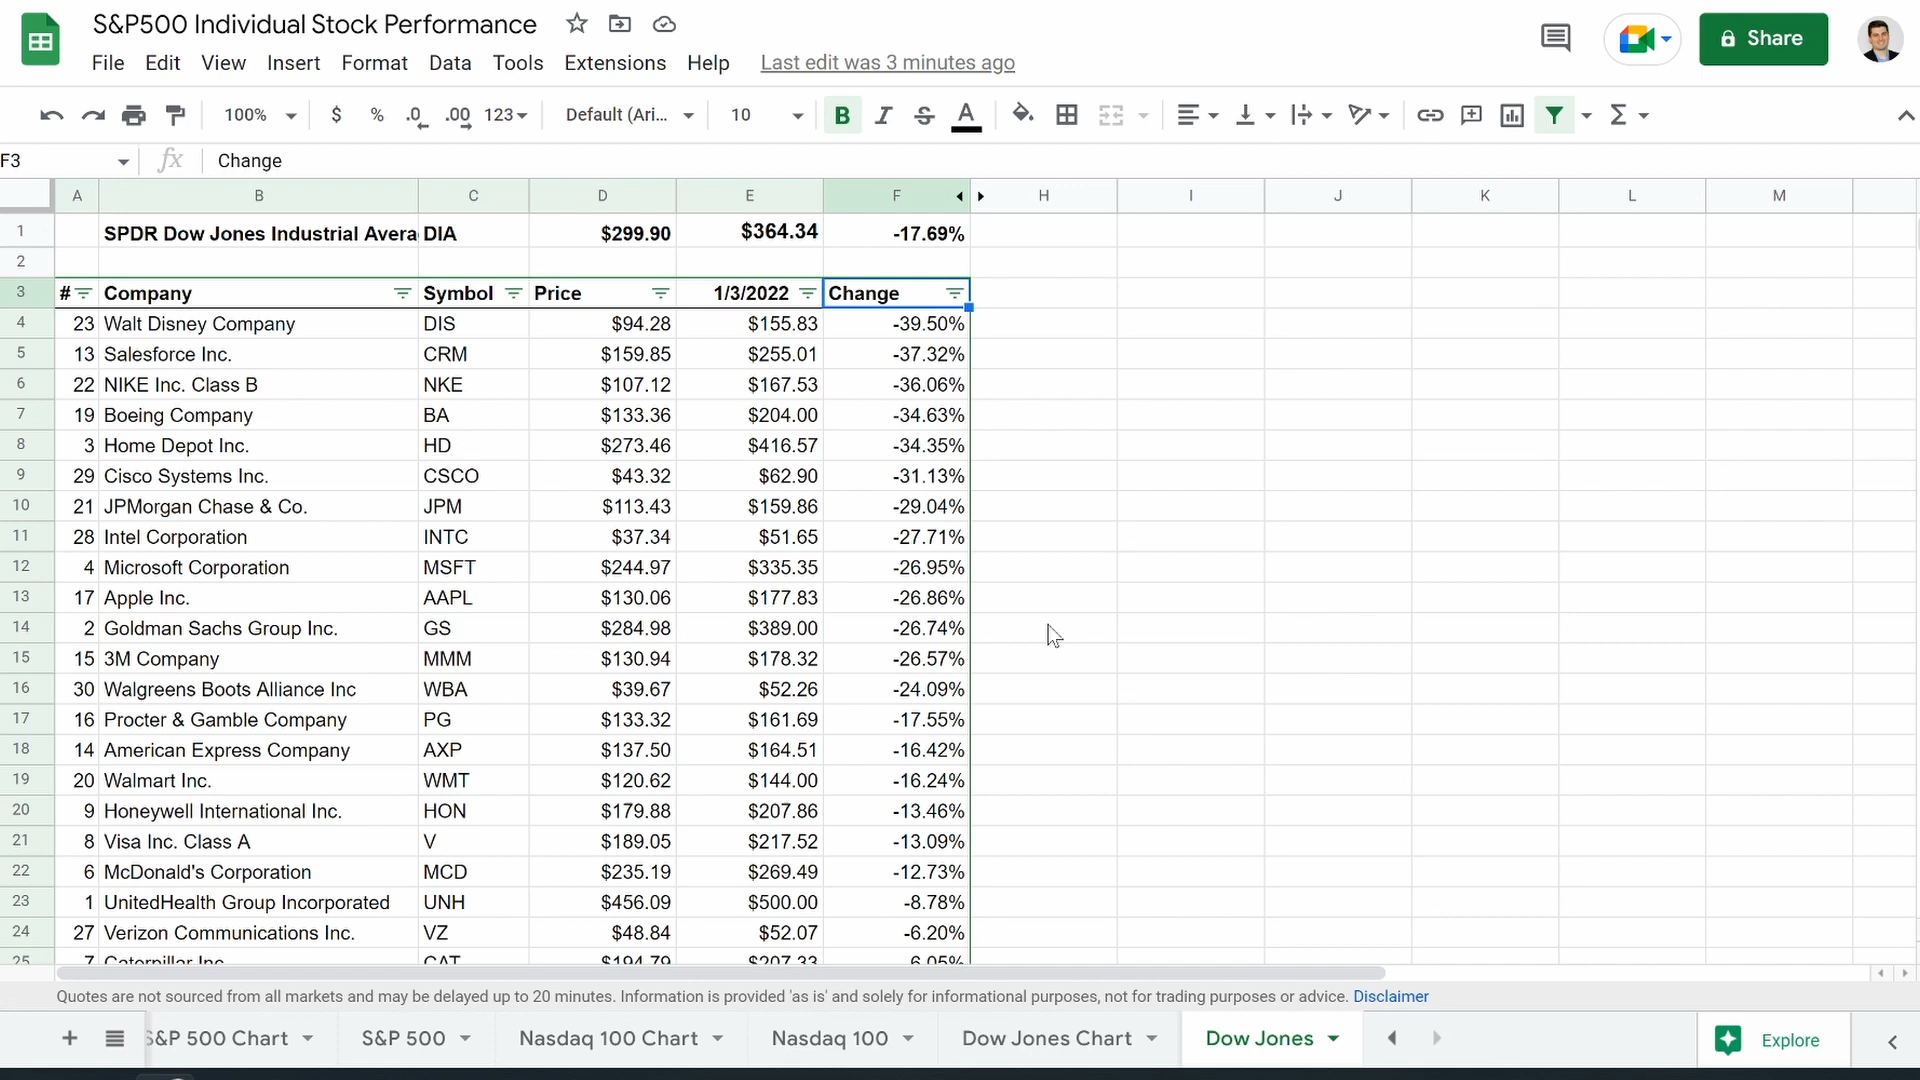 S&P500 Individual Stock Performance
File Edit View Insert Format Data Tools Extensions Help Last edit was 3 minutes ago
Share
100% $ % .0 .00 123 Default (Ari... 10 B I S A
F3 fx Change
A B C D E F H I J K L M
1 SPDR Dow Jones Industrial Avera DIA $299.90 $364.34 -17.69%
2
3 # Company Symbol Price 1/3/2022 Change
4 23 Walt Disney Company DIS $94.28 $155.83 -39.50%
5 13 Salesforce Inc. CRM $159.85 $255.01 -37.32%
6 22 NIKE Inc. Class B NKE $107.12 $167.53 -36.06%
7 19 Boeing Company BA $133.36 $204.00 -34.63%
8 3 Home Depot Inc. HD $273.46 $416.57 -34.35%
9 29 Cisco Systems Inc. CSCO $43.32 $62.90 -31.13%
10 21 JPMorgan Chase & Co. JPM $113.43 $159.86 -29.04%
11 28 Intel Corporation INTC $37.34 $51.65 -27.71%
12 4 Microsoft Corporation MSFT $244.97 $335.35 -26.95%
13 17 Apple Inc. AAPL $130.06 $177.83 -26.86%
14 2 Goldman Sachs Group Inc. GS $284.98 $389.00 -26.74%
15 15 3M Company MMM $130.94 $178.32 -26.57%
16 30 Walgreens Boots Alliance Inc WBA $39.67 $52.26 -24.09%
17 16 Procter & Gamble Company PG $133.32 $161.69 -17.55%
18 14 American Express Company AXP $137.50 $164.51 -16.42%
19 20 Walmart Inc. WMT $120.62 $144.00 -16.24%
20 9 Honeywell International Inc. HON $179.88 $207.86 -13.46%
21 8 Visa Inc. Class A V $189.05 $217.52 -13.09%
22 6 McDonald's Corporation MCD $235.19 $269.49 -12.73%
23 1 UnitedHealth Group Incorporated UNH $456.09 $500.00 -8.78%
24 27 Verizon Communications Inc. VZ $48.84 $52.07 -6.20%
25 7 Caterpillar Inc CAT $194.79 $207.33 -6.05%
Quotes are not sourced from all markets and may be delayed up to 20 minutes. Information is provided 'as is' and solely for informational purposes, not for trading purposes or advice. Disclaimer
S&P 500 Chart S&P 500 Nasdaq 100 Chart Nasdaq 100 Dow Jones Chart Dow Jones Explore